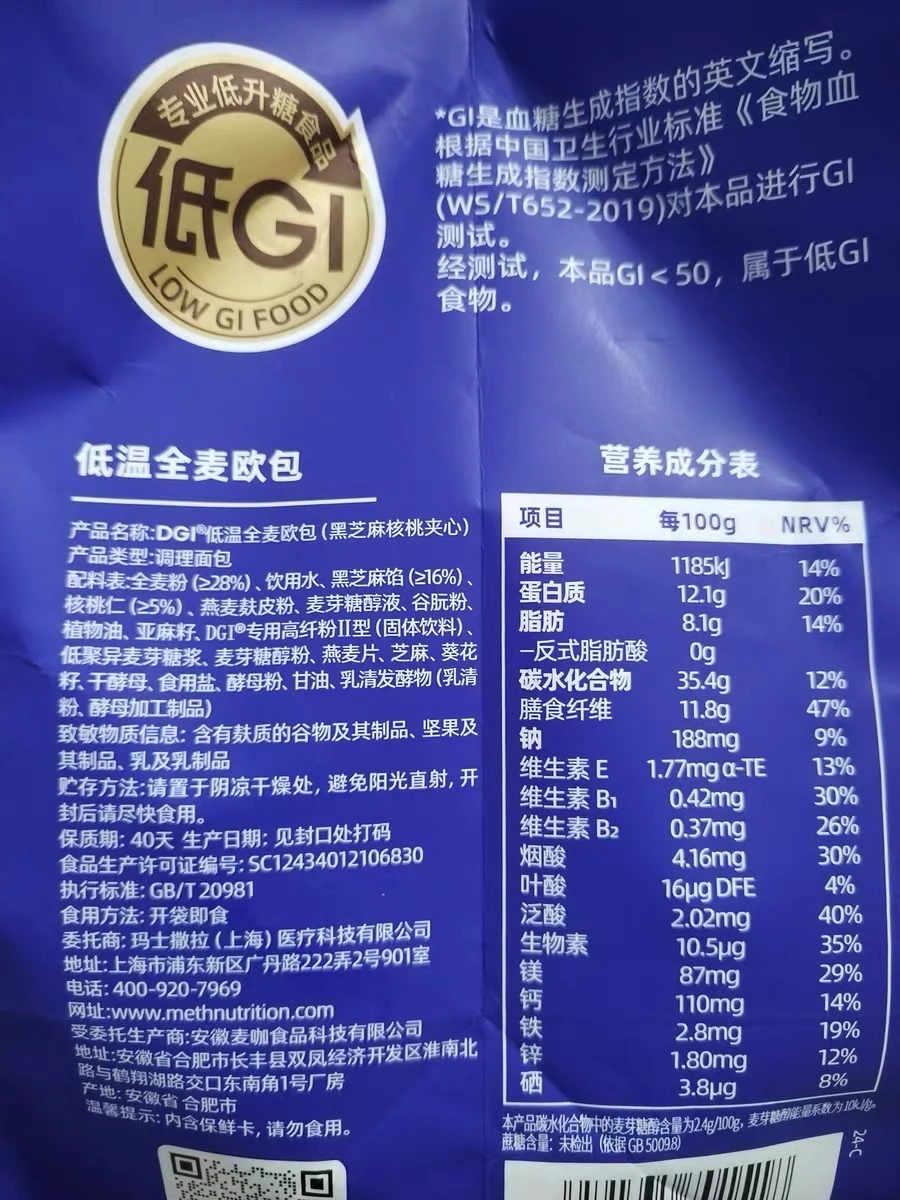 专业低升糖食品
低GI
LOW GI FOOD
*GI是血糖生成指数的英文缩写。
根据中国卫生行业标准《食物血
糖生成指数测定方法》
(WS/T652-2019)对本品进行GI
测试。
经测试，本品GI＜50，属于低GI
食物。
低温全麦欧包
产品名称:DGI®低温全麦欧包(黑芝麻核桃夹心)
产品类型:调理面包
配料表:全麦粉(≥28%)、饮用水、黑芝麻馅(≥16%)、
核桃仁(≥5%)、燕麦麸皮粉、麦芽糖醇液、谷朊粉、
植物油、亚麻籽、DGI®专用高纤粉II型(固体饮料)、
低聚异麦芽糖浆、麦芽糖醇粉、燕麦片、芝麻、葵花
籽、干酵母、食用盐、酵母粉、甘油、乳清发酵物(乳清
粉、酵母加工制品)
致敏物质信息: 含有麸质的谷物及其制品、坚果及
其制品、乳及乳制品
贮存方法:请置于阴凉干燥处，避免阳光直射，开
封后请尽快食用。
保质期: 40天 生产日期: 见封口处打码
食品生产许可证编号: SC12434012106830
执行标准: GB/T 20981
食用方法: 开袋即食
委托商: 玛士撒拉(上海)医疗科技有限公司
地址:上海市浦东新区广丹路222弄2号901室
电话: 400-920-7969
网址:www.methnutrition.com
受委托生产商:安徽麦咖食品科技有限公司
地址:安徽省合肥市长丰县双凤经济开发区淮南北
路与鹤翔湖路交口东南角1号厂房
产地: 安徽省合肥市
温馨提示: 内含保鲜卡, 请勿食用。
营养成分表
项目 每100g NRV%
能量 1185kJ 14%
蛋白质 12.1g 20%
脂肪 8.1g 14%
-反式脂肪酸 0g
碳水化合物 35.4g 12%
膳食纤维 11.8g 47%
钠 188mg 9%
维生素 E 1.77mg α-TE 13%
维生素 B₁ 0.42mg 30%
维生素 B₂ 0.37mg 26%
烟酸 4.16mg 30%
叶酸 16μg DFE 4%
泛酸 2.02mg 40%
生物素 10.5μg 35%
镁 87mg 29%
钙 110mg 14%
铁 2.8mg 19%
锌 1.80mg 12%
硒 3.8μg 8%
本产品碳水化合物中的麦芽糖醇含量为2.4g/100g，麦芽糖醇能量系数为10kJ/g。
蔗糖含量：未检出（依据GB 5009.8）
24-C